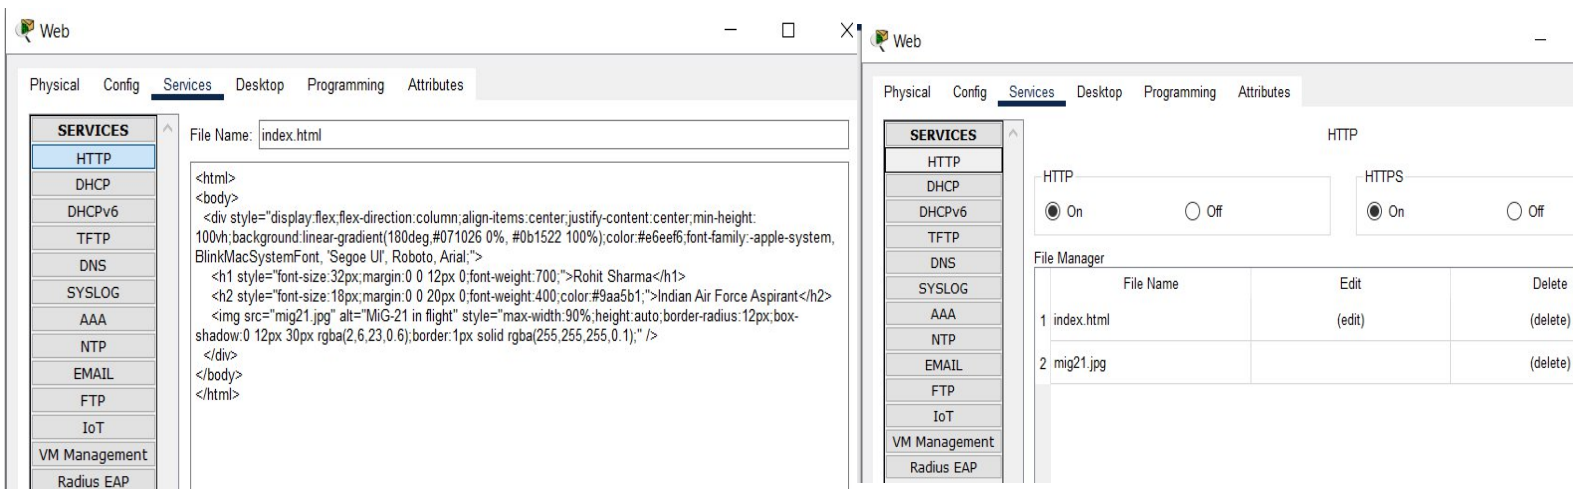 Web
Physical Config Services Desktop Programming Attributes
SERVICES
HTTP
DHCP
DHCPv6
TFTP
DNS
SYSLOG
AAA
NTP
EMAIL
FTP
IoT
VM Management
Radius EAP
File Name: index.html
<html>
<body>
<div style="display:flex;flex-direction:column;align-items:center;justify-content:center;min-height:
100vh;background:linear-gradient(180deg,#071026 0%, #0b1522 100%);color:#e6eef6;font-family:-apple-system,
BlinkMacSystemFont, 'Segoe UI', Roboto, Arial;">
<h1 style="font-size:32px;margin:0 0 12px 0;font-weight:700;">Rohit Sharma</h1>
<h2 style="font-size:18px;margin:0 0 20px 0;font-weight:400;color:#9aa5b1;">Indian Air Force Aspirant</h2>
<img src="mig21.jpg" alt="MiG-21 in flight" style="max-width:90%;height:auto;border-radius:12px;box-
shadow:0 12px 30px rgba(2,6,23,0.6);border:1px solid rgba(255,255,255,0.1);" />
</div>
</body>
</html>
Web
Physical Config Services Desktop Programming Attributes
SERVICES
HTTP
DHCP
DHCPv6
TFTP
DNS
SYSLOG
AAA
NTP
EMAIL
FTP
IoT
VM Management
Radius EAP
HTTP
HTTP HTTPS
On Off On Off
File Manager
File Name Edit Delete
1 index.html (edit) (delete)
2 mig21.jpg (delete)